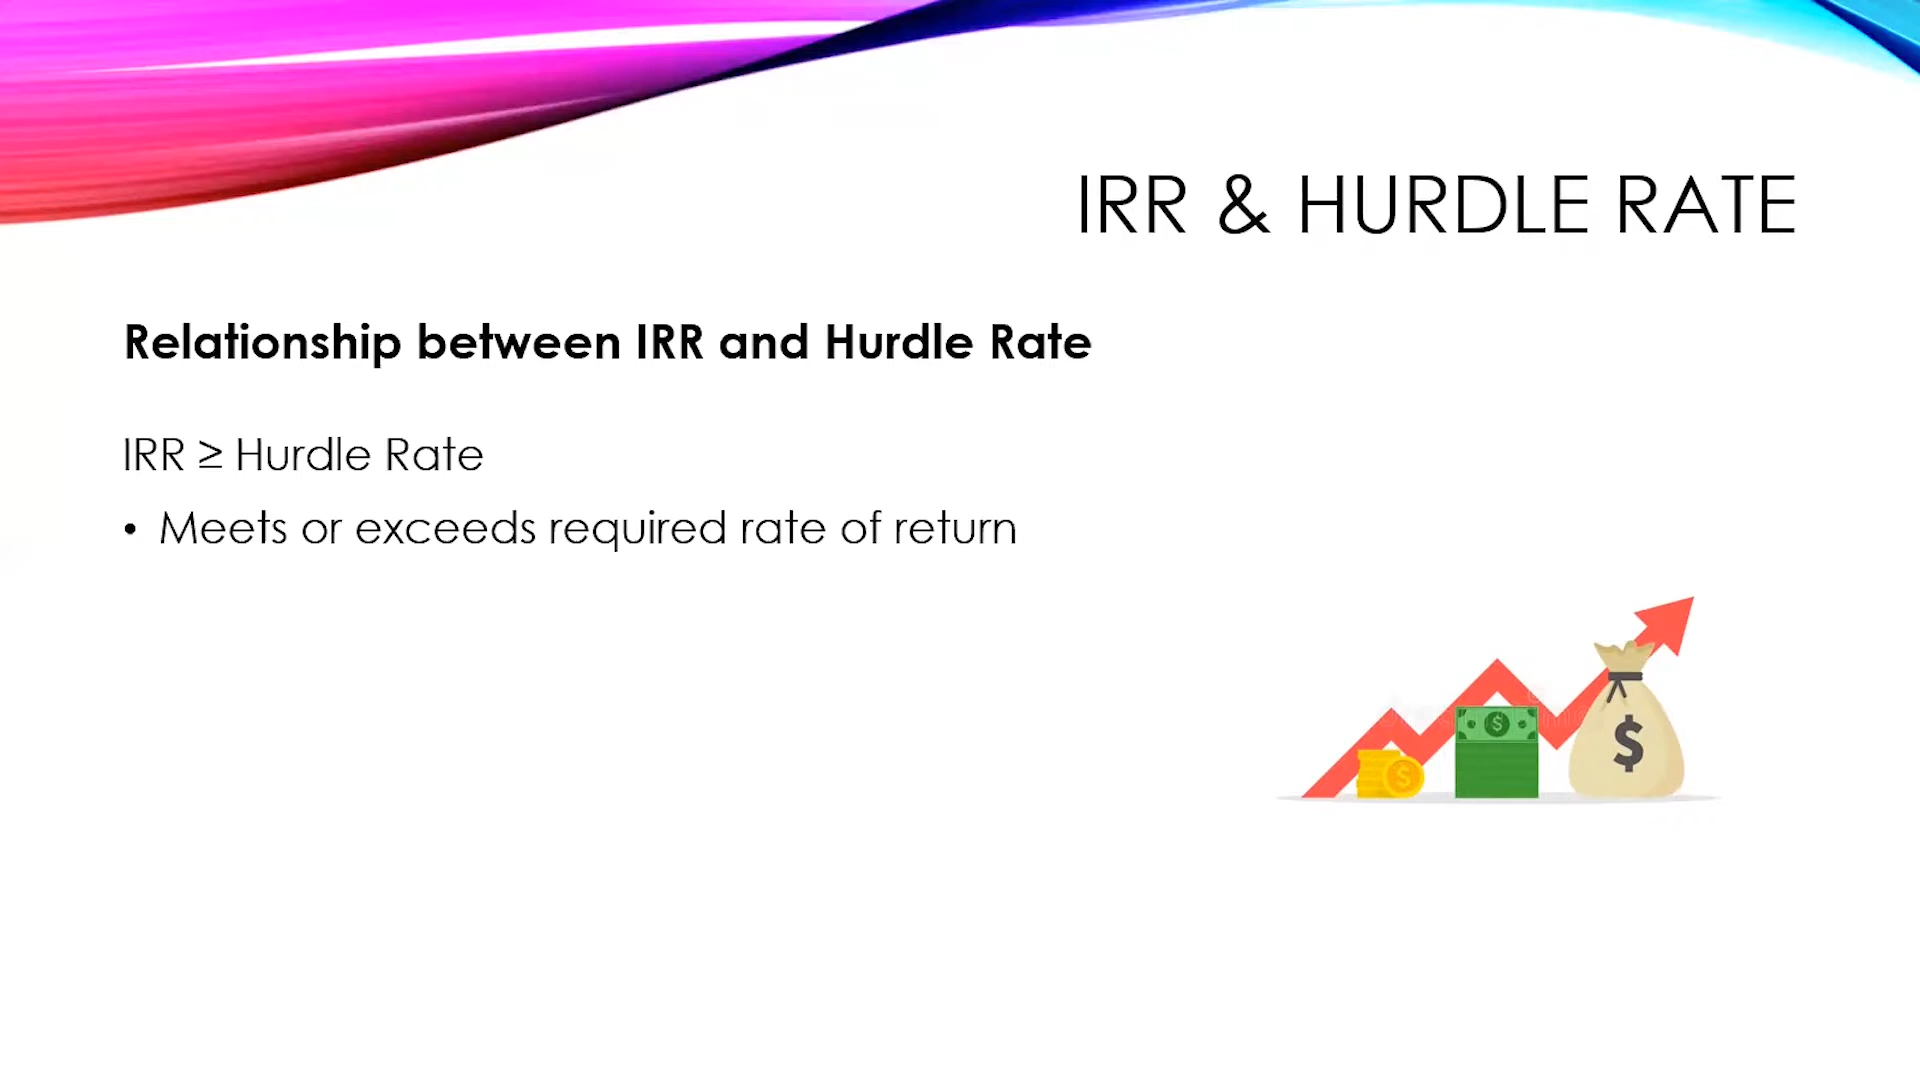 IRR & HURDLE RATE
Relationship between IRR and Hurdle Rate
IRR ≥ Hurdle Rate
• Meets or exceeds required rate of return
$
$
$